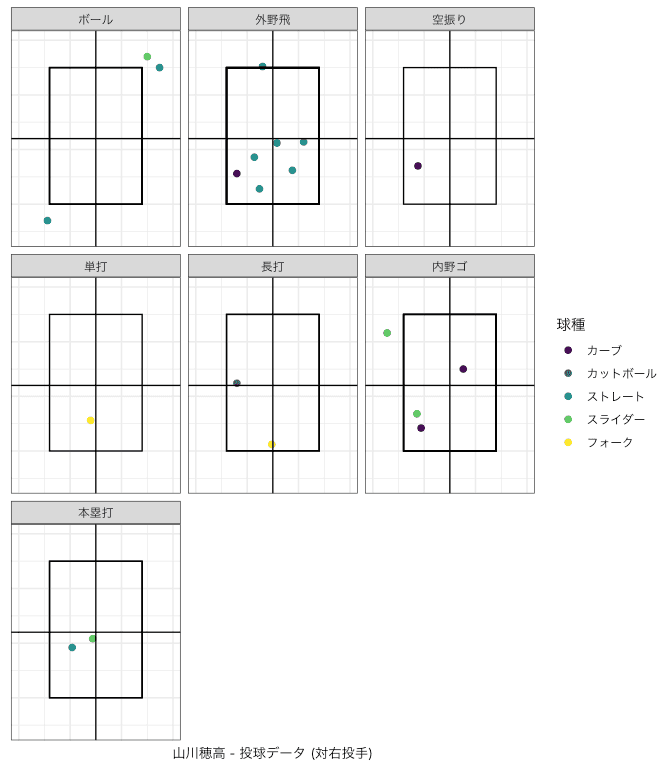 ボール
外野飛
空振り
単打
長打
内野ゴ
本塁打
球種
カーブ
カットボール
ストレート
スライダー
フォーク
山川穂高 - 投球データ (対右投手)